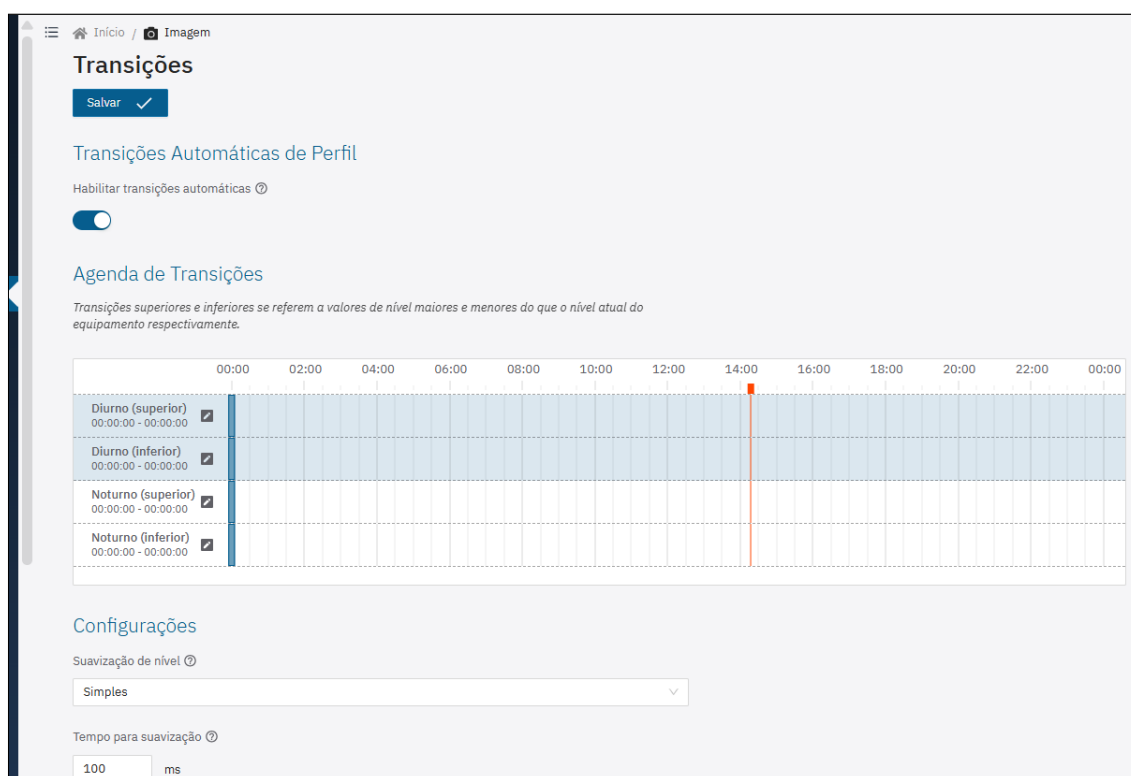 Início / Imagem
Transições
Salvar
Transições Automáticas de Perfil
Habilitar transições automáticas
Agenda de Transições
Transições superiores e inferiores se referem a valores de nível maiores e menores do que o nível atual do
equipamento respectivamente.
00:00 02:00 04:00 06:00 08:00 10:00 12:00 14:00 16:00 18:00 20:00 22:00 00:00
Diurno (superior)
00:00:00 - 00:00:00
Diurno (inferior)
00:00:00 - 00:00:00
Noturno (superior)
00:00:00 - 00:00:00
Noturno (inferior)
00:00:00 - 00:00:00
Configurações
Suavização de nível
Simples
Tempo para suavização
100 ms